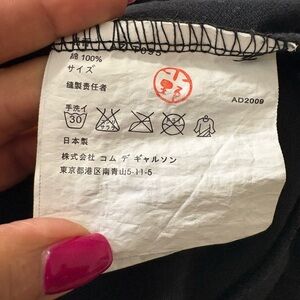 綿 100%
サイズ
縫製責任者
AD2009
手洗イ
30
日本製
株式会社 コム デ ギャルソン
東京都港区南青山5-11-5